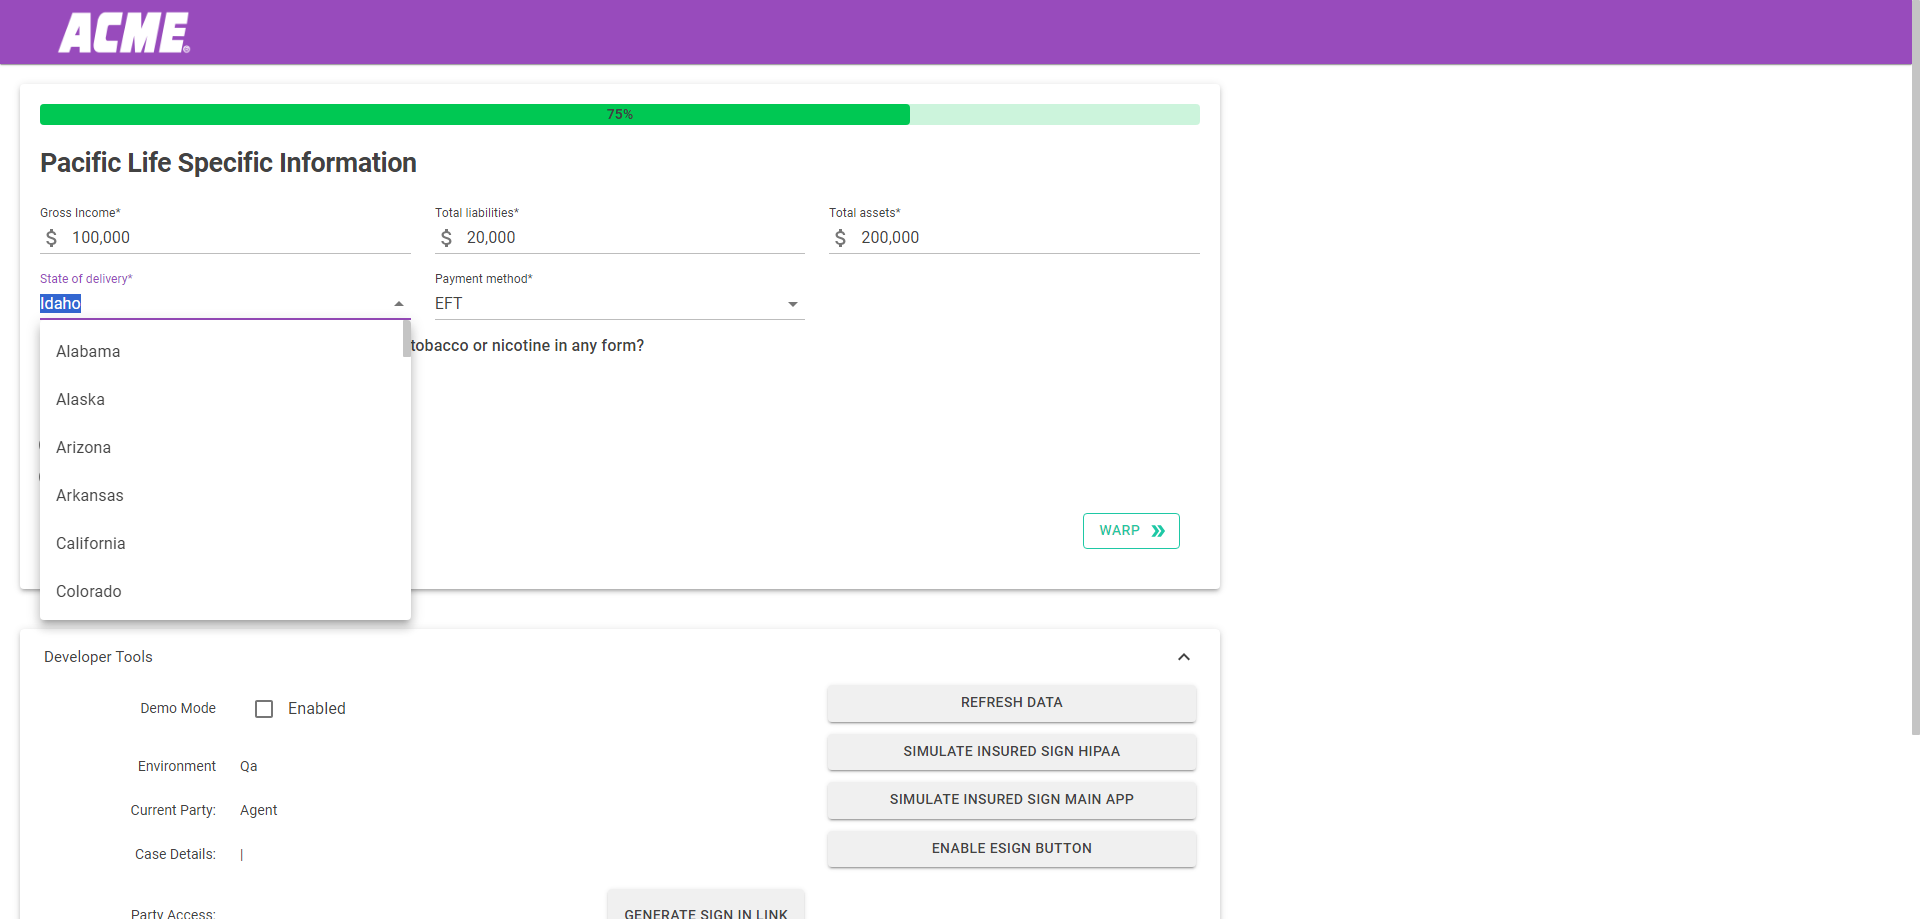 ACME®
75%
Pacific Life Specific Information
Gross Income*
Total liabilities*
Total assets*
$ 100,000
$ 20,000
$ 200,000
State of delivery*
Payment method*
Idaho
EFT
tobacco or nicotine in any form?
Alabama
Alaska
Arizona
Arkansas
California
Colorado
WARP
Developer Tools
Demo Mode
Enabled
REFRESH DATA
SIMULATE INSURED SIGN HIPAA
Environment
Qa
SIMULATE INSURED SIGN MAIN APP
Current Party:
Agent
ENABLE ESIGN BUTTON
Case Details:
|
Party Access:
GENERATE SIGN IN LINK